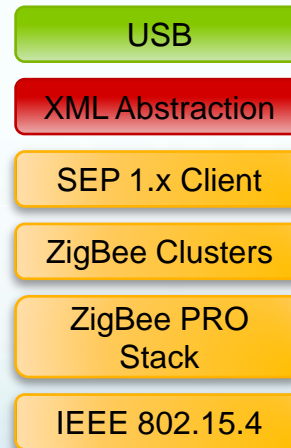 USB
XML Abstraction
SEP 1.x Client
ZigBee Clusters
ZigBee PRO
Stack
IEEE 802.15.4